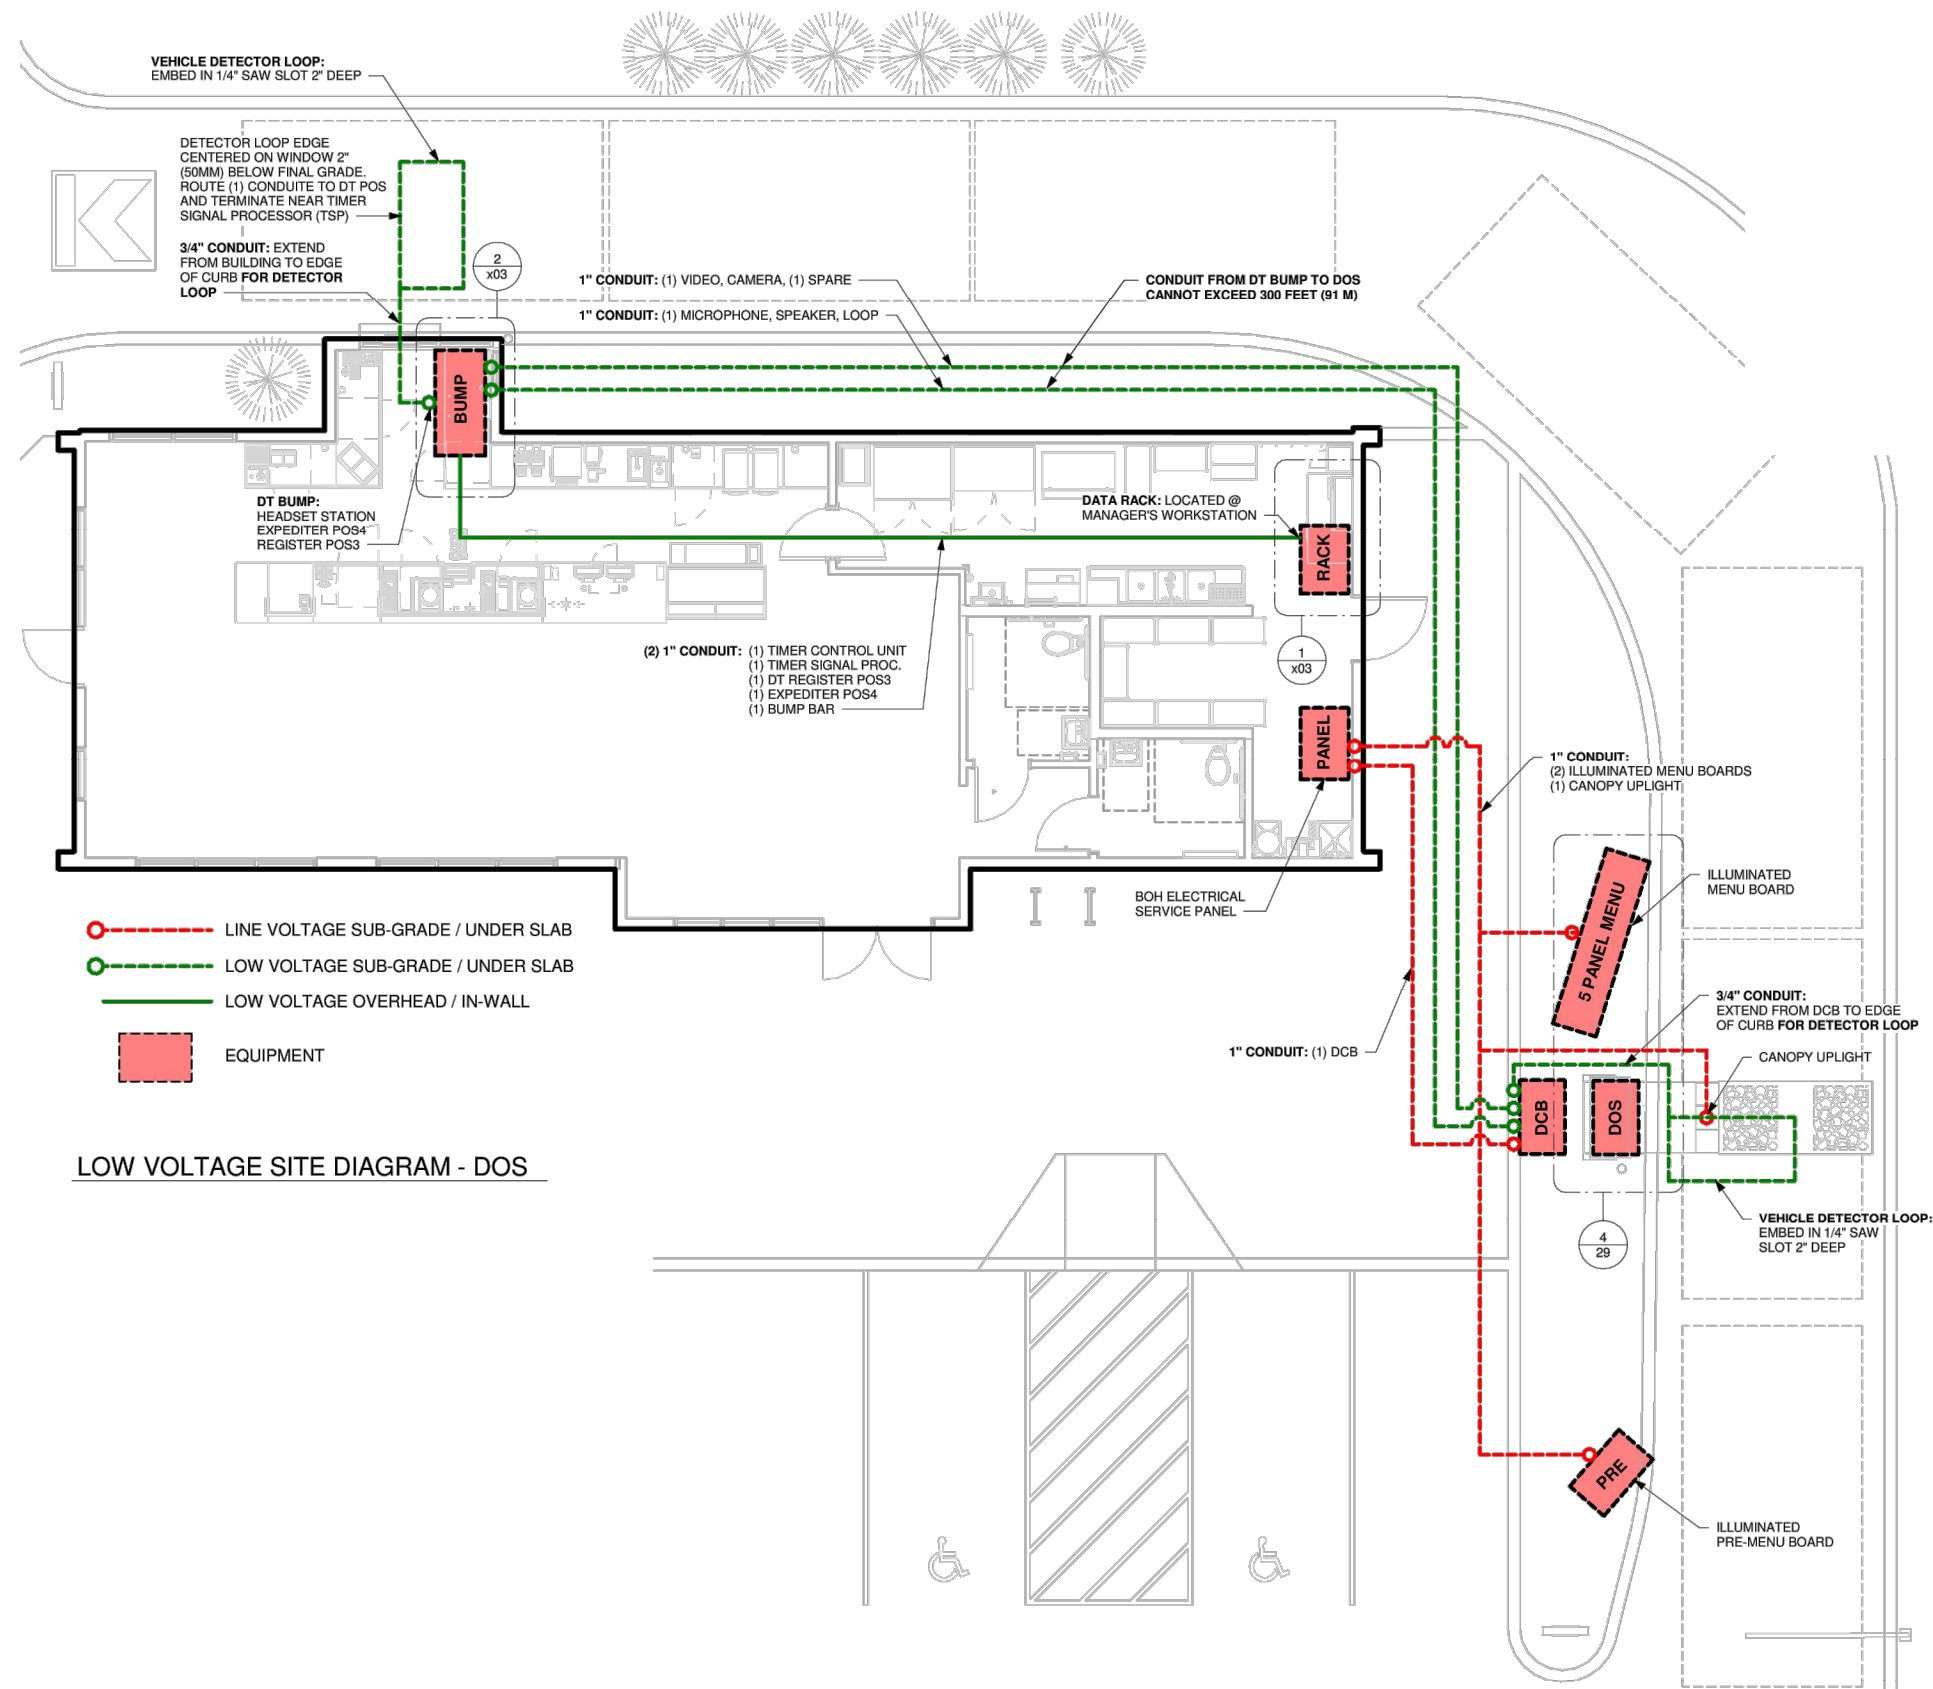 VEHICLE DETECTOR LOOP:
EMBED IN 1/4" SAW SLOT 2" DEEP
DETECTOR LOOP EDGE
CENTERED ON WINDOW 2"
(50MM) BELOW FINAL GRADE.
ROUTE (1) CONDUITE TO DT POS
AND TERMINATE NEAR TIMER
SIGNAL PROCESSOR (TSP)
3/4" CONDUIT: EXTEND
FROM BUILDING TO EDGE
OF CURB FOR DETECTOR
LOOP
2
x03
1" CONDUIT: (1) VIDEO, CAMERA, (1) SPARE
1" CONDUIT: (1) MICROPHONE, SPEAKER, LOOP
CONDUIT FROM DT BUMP TO DOS
CANNOT EXCEED 300 FEET (91 M)
BUMP
DT BUMP:
HEADSET STATION
EXPEDITER POS4
REGISTER POS3
DATA RACK: LOCATED @
MANAGER'S WORKSTATION
RACK
(2) 1" CONDUIT: (1) TIMER CONTROL UNIT
(1) TIMER SIGNAL PROC.
(1) DT REGISTER POS3
(1) EXPEDITER POS4
(1) BUMP BAR
1
x03
PANEL
1" CONDUIT:
(2) ILLUMINATED MENU BOARDS
(1) CANOPY UPLIGHT
BOH ELECTRICAL
SERVICE PANEL
ILLUMINATED
MENU BOARD
5 PANEL MENU
LINE VOLTAGE SUB-GRADE / UNDER SLAB
LOW VOLTAGE SUB-GRADE / UNDER SLAB
LOW VOLTAGE OVERHEAD / IN-WALL
EQUIPMENT
3/4" CONDUIT:
EXTEND FROM DCB TO EDGE
OF CURB FOR DETECTOR LOOP
1" CONDUIT: (1) DCB
CANOPY UPLIGHT
DCB
DOS
LOW VOLTAGE SITE DIAGRAM - DOS
4
29
VEHICLE DETECTOR LOOP:
EMBED IN 1/4" SAW
SLOT 2" DEEP
PRE
ILLUMINATED
PRE-MENU BOARD